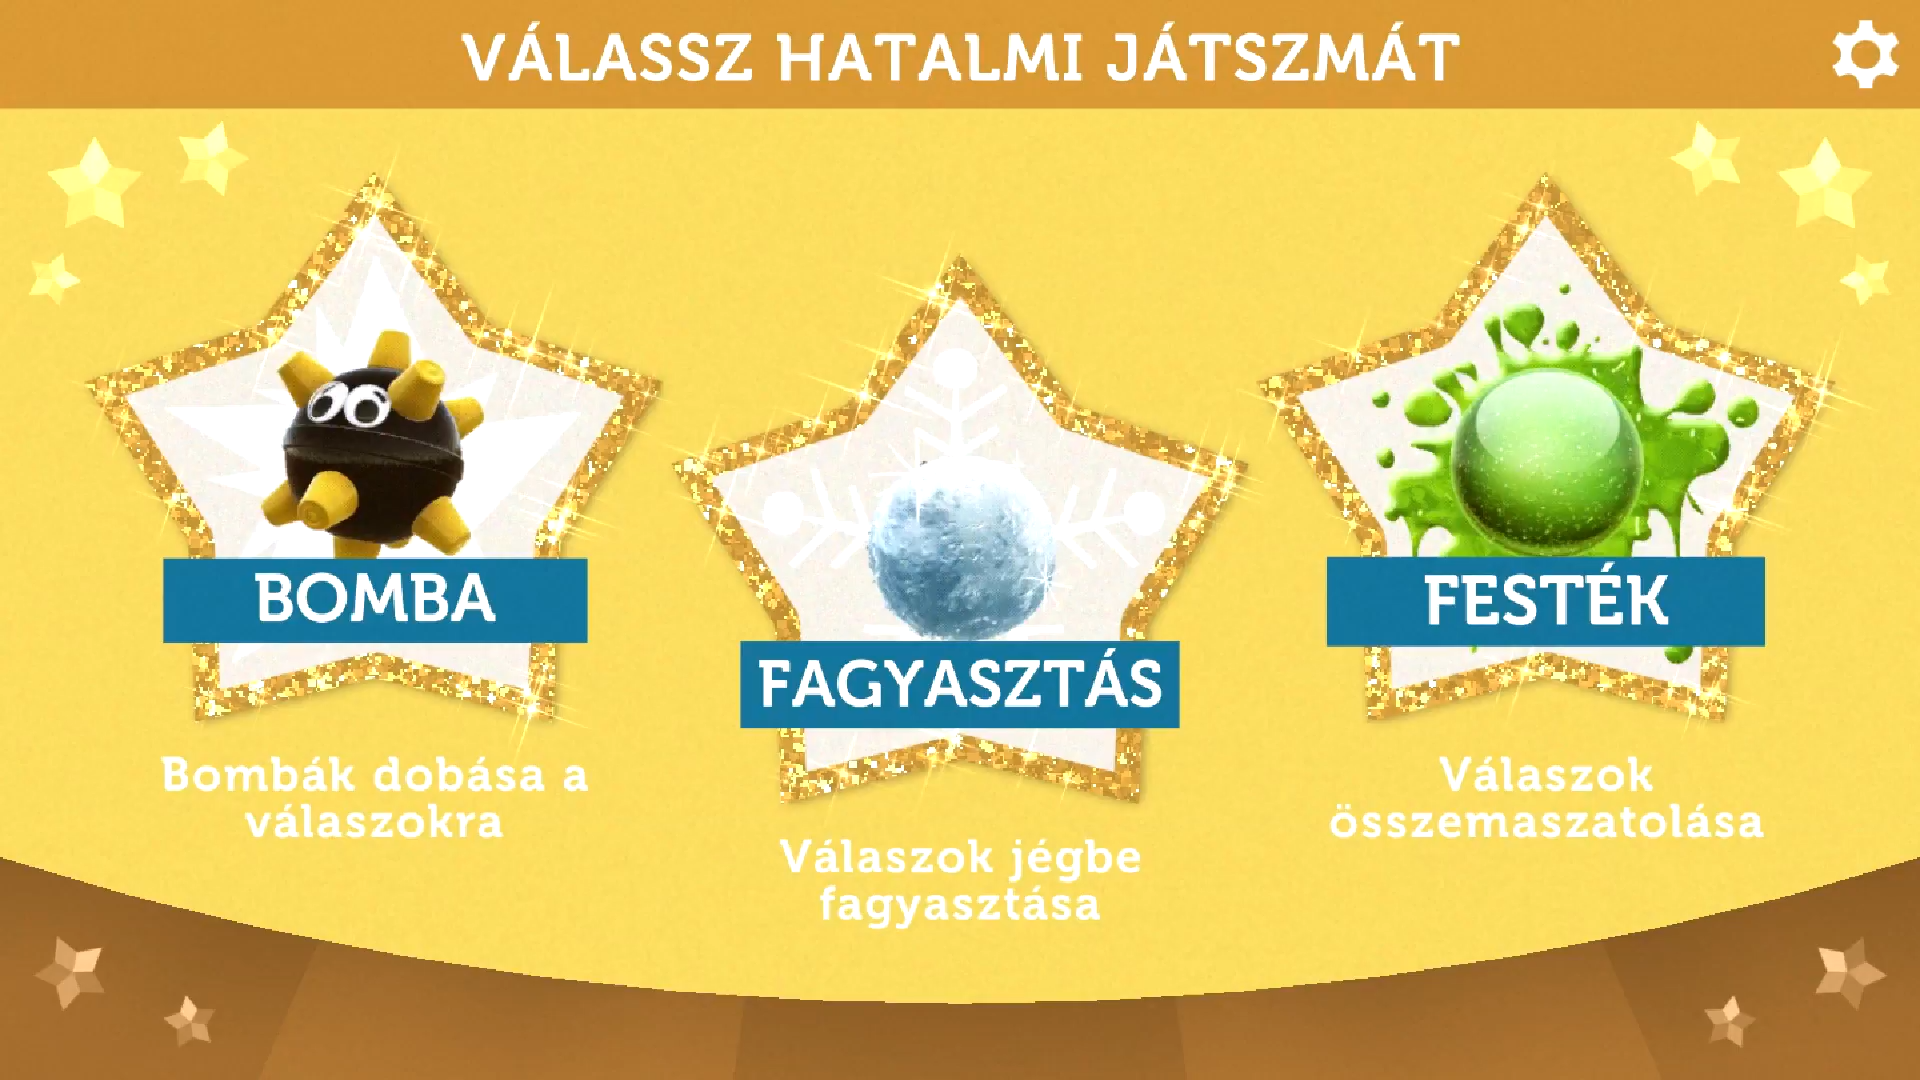 VÁLASSZ HATALMI JÁTSZMÁT
BOMBA
Bombák dobása a
válaszokra
FAGYASZTÁS
Válaszok jégbe
fagyasztása
FESTÉK
Válaszok
összemaszatolása